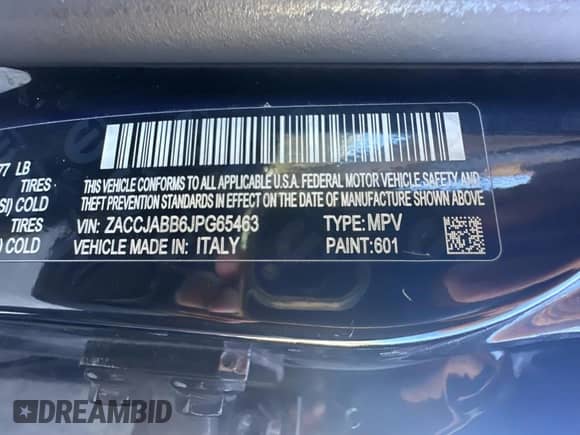 77 LB
TIRES
SI) COLD
TIRES
) COLD
THIS VEHICLE CONFORMS TO ALL APPLICABLE U.S.A. FEDERAL MOTOR VEHICLE SAFETY AND
THEFT PREVENTION STANDARDS IN EFFECT ON THE DATE OF MANUFACTURE SHOWN ABOVE.
VIN: ZACCJABB6JPG65463 TYPE: MPV
VEHICLE MADE IN: ITALY PAINT: 601
DREAMBID